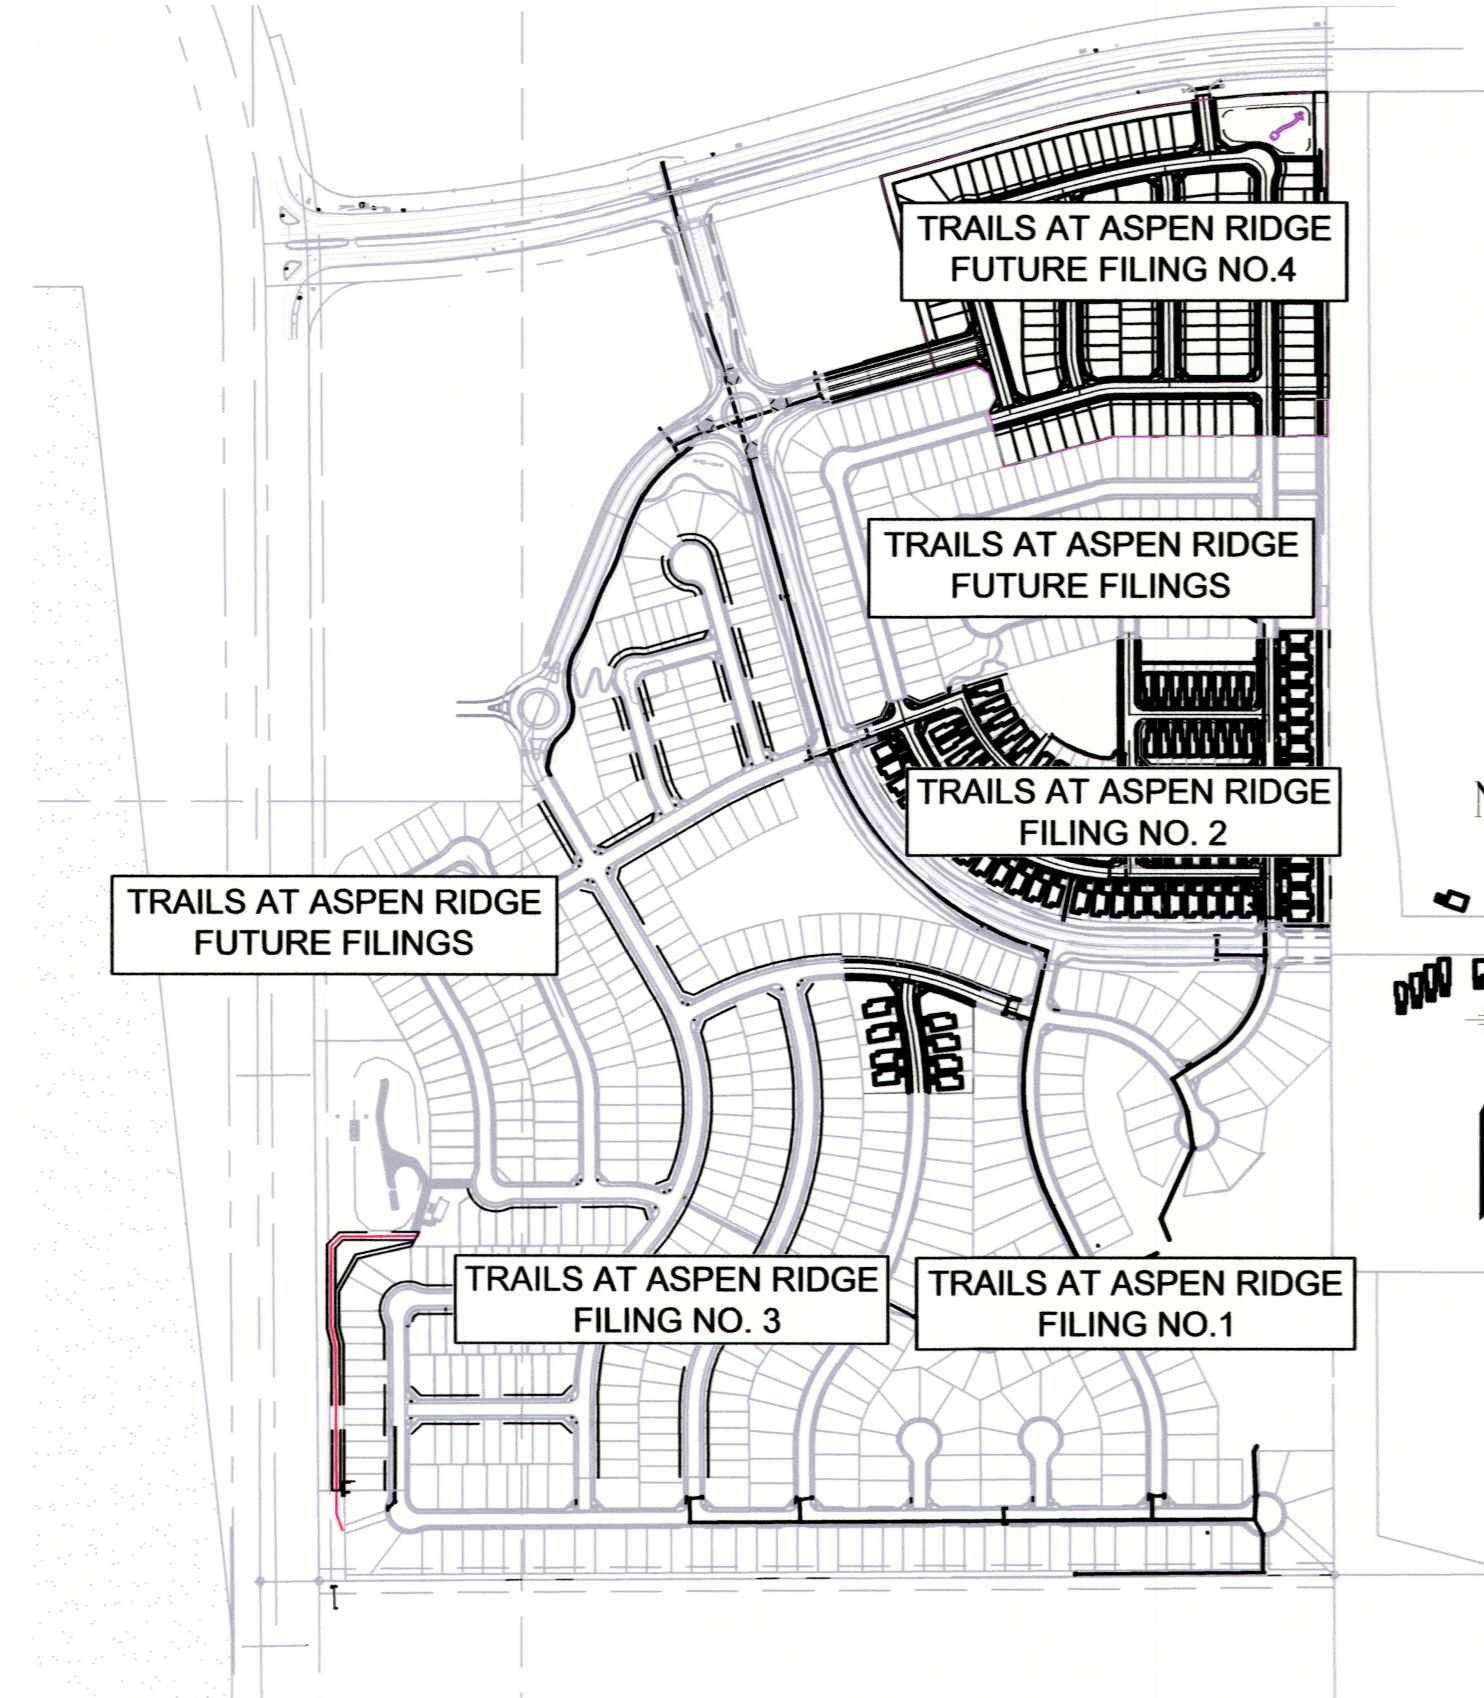 TRAILS AT ASPEN RIDGE
FUTURE FILING NO.4
TRAILS AT ASPEN RIDGE
FUTURE FILINGS
TRAILS AT ASPEN RIDGE
FILING NO. 2
TRAILS AT ASPEN RIDGE
FUTURE FILINGS
TRAILS AT ASPEN RIDGE
FILING NO. 3
TRAILS AT ASPEN RIDGE
FILING NO.1